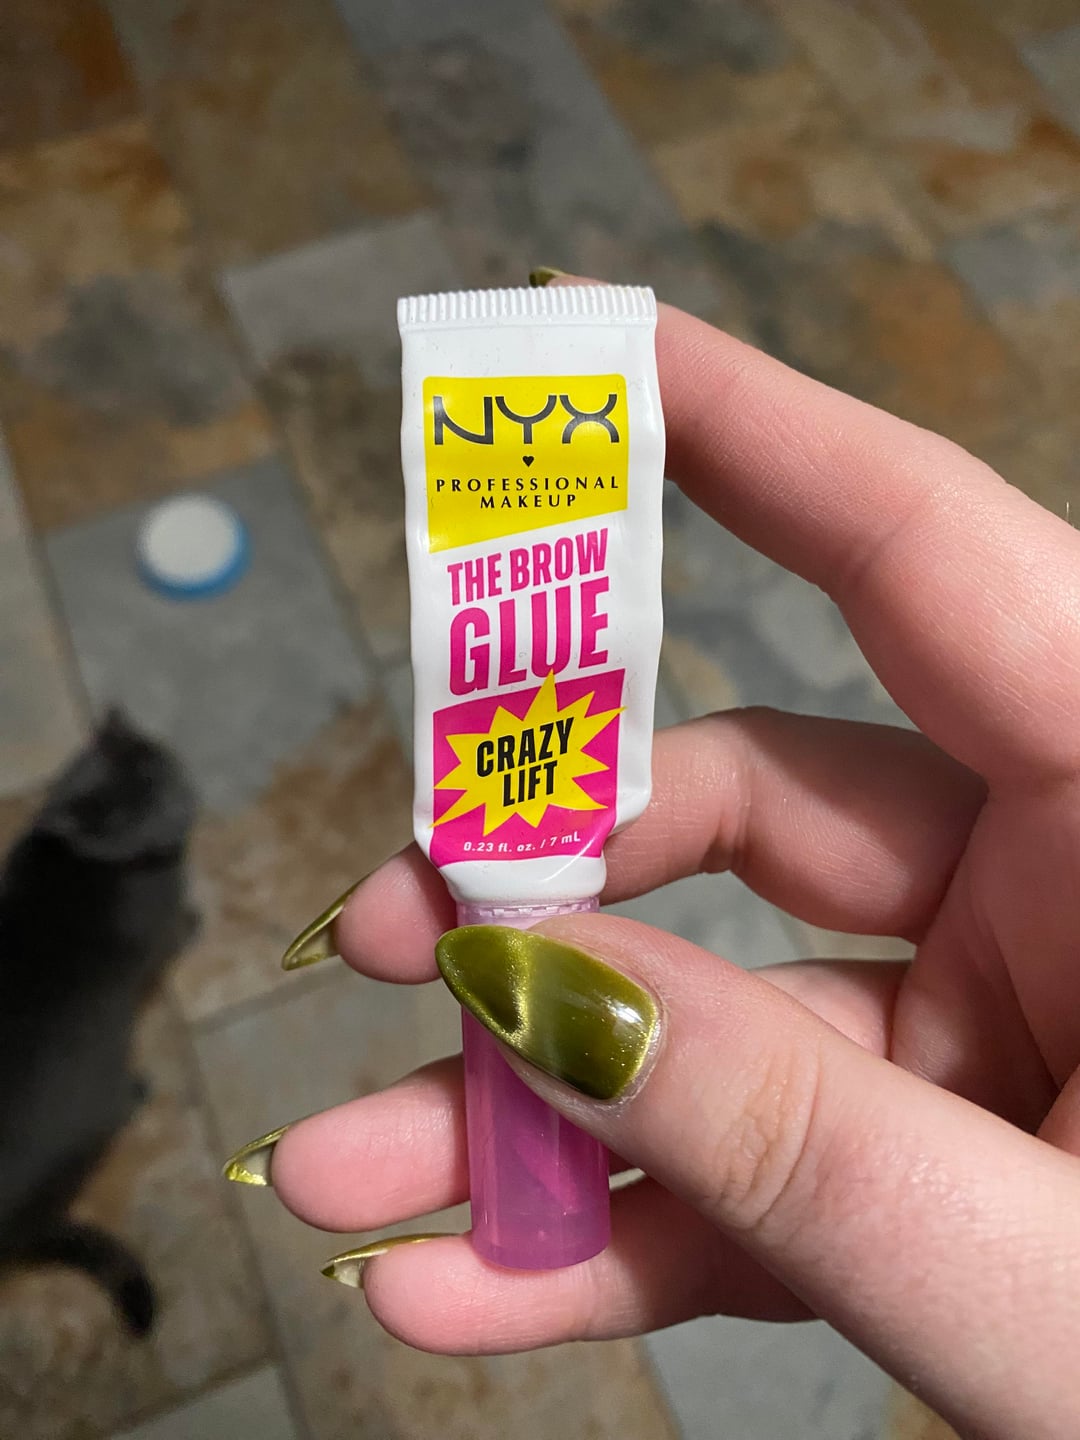 NYX
PROFESSIONAL
MAKEUP
THE BROW
GLUE
CRAZY
LIFT
0.23 fl. oz. / 7 mL